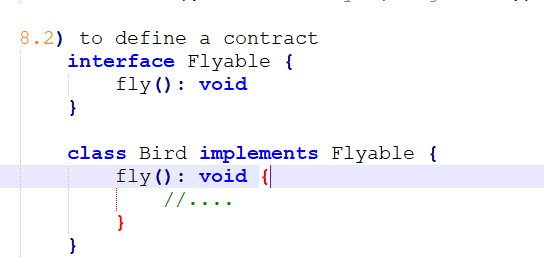 8.2) to define a contract
interface Flyable {
fly(): void
}
class Bird implements Flyable {
fly(): void {
//....
}
}